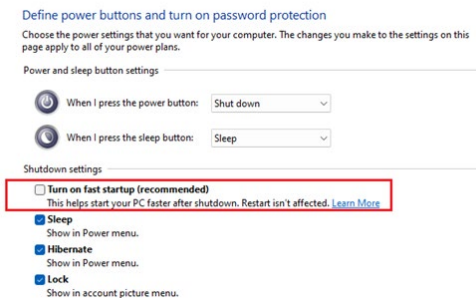 Define power buttons and turn on password protection
Choose the power settings that you want for your computer. The changes you make to the settings on this
page apply to all of your power plans.
Power and sleep button settings
When I press the power button: Shut down
When I press the sleep button: Sleep
Shutdown settings
Turn on fast startup (recommended)
This helps start your PC faster after shutdown. Restart isn't affected. Learn More
Sleep
Show in Power menu.
Hibernate
Show in Power menu.
Lock
Show in account picture menu.